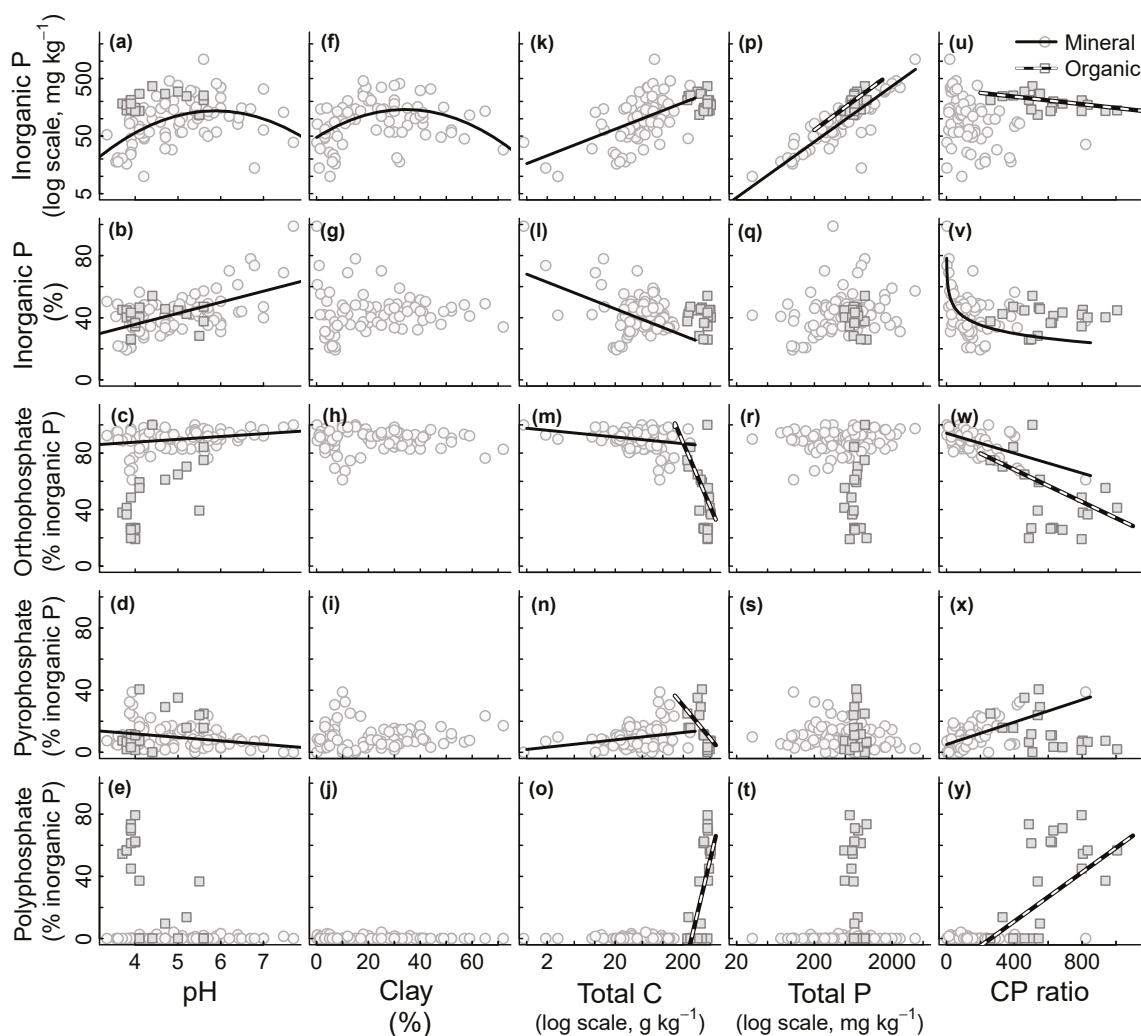 (a) (f) (k) (p) (u)
Mineral
Organic
Inorganic P
(log scale, mg kg−1)
500
50
5
(b) (g) (l) (q) (v)
Inorganic P
(%)
80
40
0
(c) (h) (m) (r) (w)
Orthophosphate
(% inorganic P)
80
40
0
(d) (i) (n) (s) (x)
Pyrophosphate
(% inorganic P)
80
40
0
(e) (j) (o) (t) (y)
Polyphosphate
(% inorganic P)
80
40
0
4 5 6 7 0 20 40 60 2 20 200 20 200 2000 0 400 800
pH Clay Total C Total P CP ratio
(%) (log scale, g kg−1) (log scale, mg kg−1)